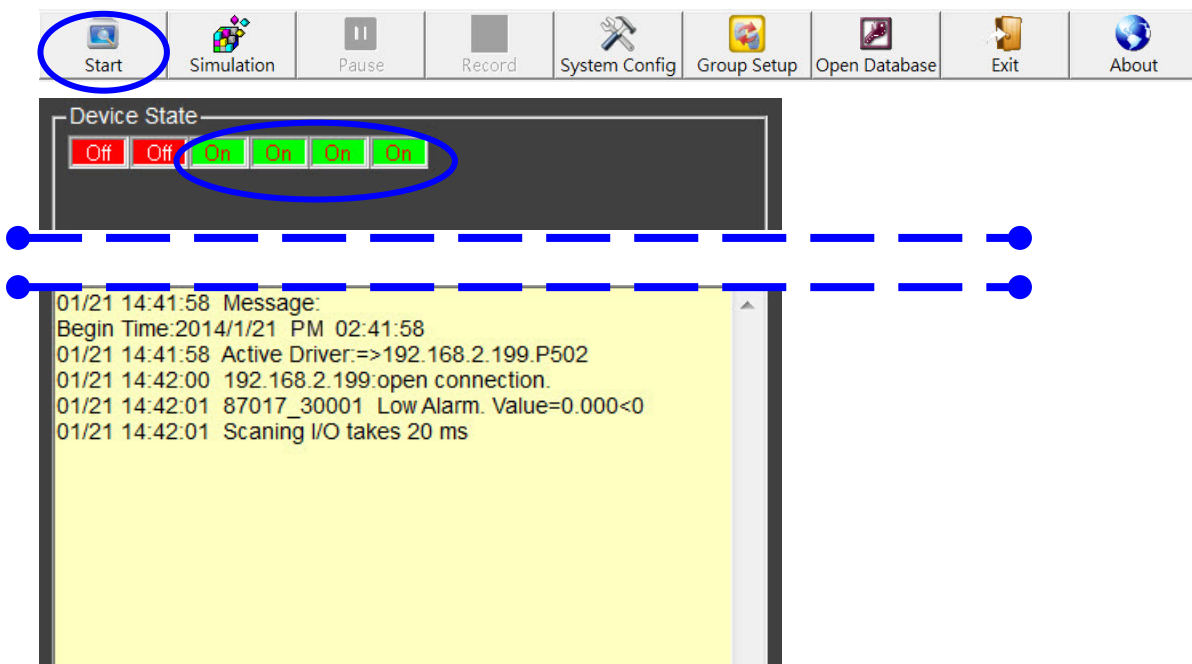 Start Simulation Pause Record System Config Group Setup Open Database Exit About
Device State
Off Off On On On On
01/21 14:41:58 Message:
Begin Time:2014/1/21 PM 02:41:58
01/21 14:41:58 Active Driver:=>192.168.2.199.P502
01/21 14:42:00 192.168.2.199:open connection.
01/21 14:42:01 87017_30001 Low Alarm. Value=0.000<0
01/21 14:42:01 Scaning I/O takes 20 ms